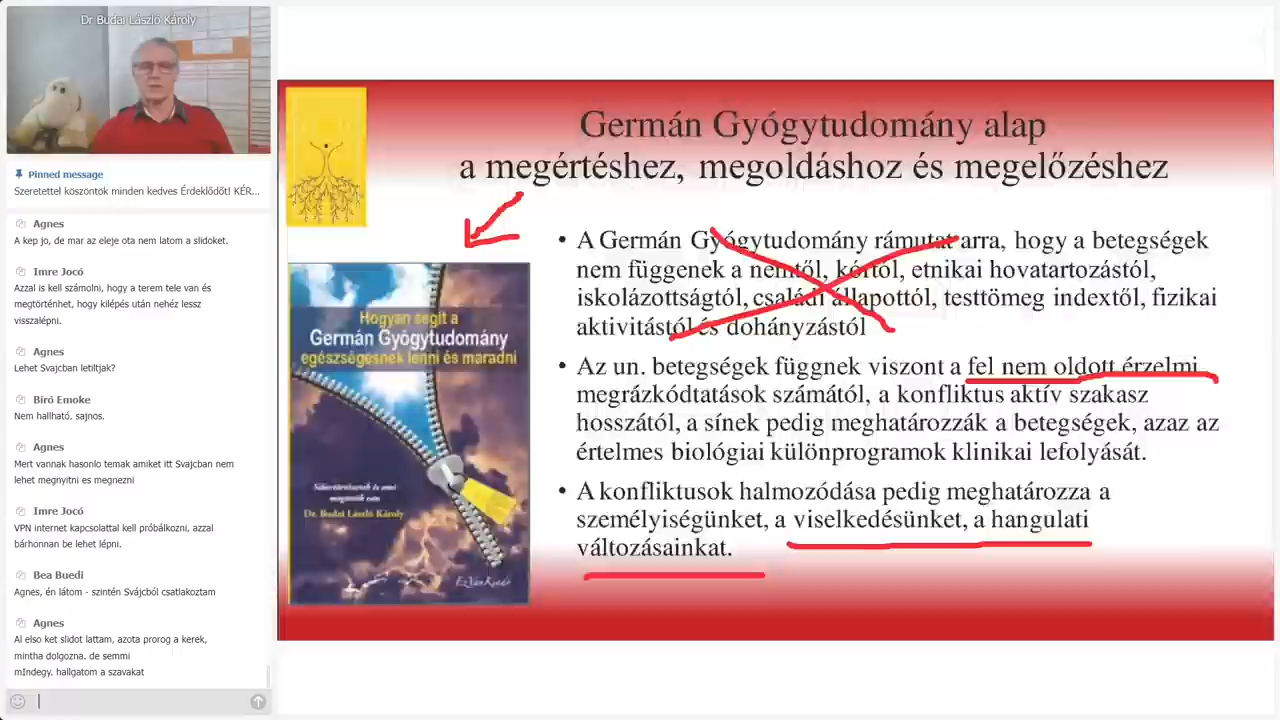 Dr Budai László Károly
Pinned message
Szeretettel köszöntök minden kedves Érdeklődőt! KÉR...
Agnes
A kep jo, de mar az eleje ota nem latom a slidoket.
Imre Jocó
Azzal is kell számolni, hogy a terem tele van és
megtörténhet, hogy kilépés után nehéz lessz
visszalépni.
Agnes
Lehet Svajcban letiltjak?
Bíró Emoke
Nem hallható, sajnos.
Agnes
Mert vannak hasonlo temak amiket itt Svajcban nem
lehet megnyitni es megnezni
Imre Jocó
VPN internet kapcsolattal kell próbálkozni, azzal
bárhonnan be lehet lépni.
Bea Buedi
Agnes, én látom - szintén Svájcból csatlakoztam
Agnes
Al elso ket slidot lattam, azota prorog a kerek,
mintha dolgozna. de semmi
mIndegy. hallgatom a szavakat
Germán Gyógytudomány alap
a megértéshez, megoldáshoz és megelőzéshez
Hogyan segít a
Germán Gyógytudomány
egészségesnek lenni és maradni
Dr. Budai László Károly
EzVanKiadó
• A Germán Gyógytudomány rámutat arra, hogy a betegségek
nem függenek a nemtől, kórtól, etnikai hovatartozástól,
iskolázottságtól, családi állapottól, testtömeg indextől, fizikai
aktivitástól és dohányzástól
• Az un. betegségek függnek viszont a fel nem oldott érzelmi
megrázkódtatások számától, a konfliktus aktív szakasz
hosszától, a sínek pedig meghatározzák a betegségek, azaz az
értelmes biológiai különprogramok klinikai lefolyását.
• A konfliktusok halmozódása pedig meghatározza a
személyiségünket, a viselkedésünket, a hangulati
változásainkat.